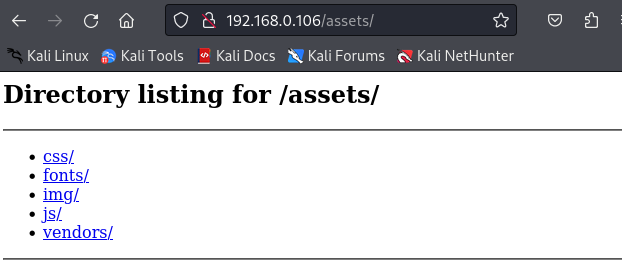 192.168.0.106/assets/
Kali Linux Kali Tools Kali Docs Kali Forums Kali NetHunter
Directory listing for /assets/
css/
fonts/
img/
js/
vendors/